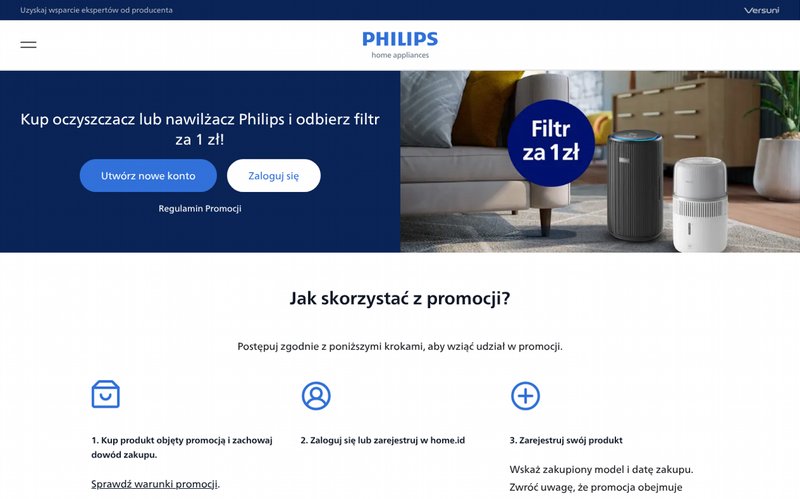 Uzyskaj wsparcie ekspertów od producenta
Versuni
PHILIPS
home appliances
Kup oczyszczacz lub nawilżacz Philips i odbierz filtr
za 1 zł!
Utwórz nowe konto
Zaloguj się
Regulamin Promocji
Filtr
za 1 zł
Jak skorzystać z promocji?
Postępuj zgodnie z poniższymi krokami, aby wziąć udział w promocji.
1. Kup produkt objęty promocją i zachowaj
dowód zakupu.
Sprawdź warunki promocji.
2. Zaloguj się lub zarejestruj w home.id
3. Zarejestruj swój produkt
Wskaż zakupiony model i datę zakupu.
Zwróć uwagę, że promocja obejmuje